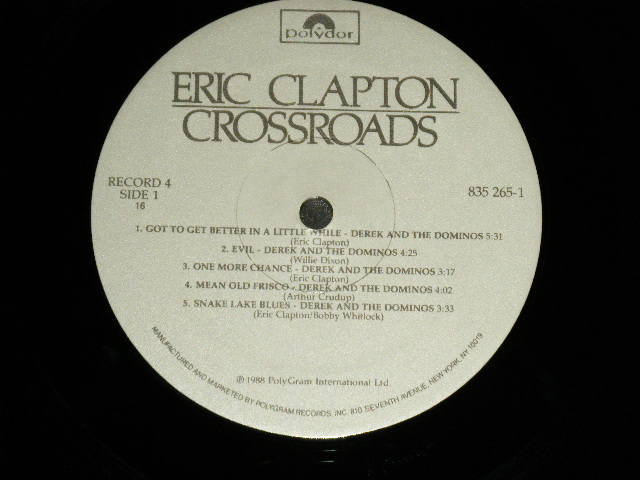 polydor
ERIC CLAPTON
CROSSROADS
RECORD 4
SIDE 1
16
835 265-1
1. GOT TO GET BETTER IN A LITTLE WHILE - DEREK AND THE DOMINOS 5:31
(Eric Clapton)
2. EVIL - DEREK AND THE DOMINOS 4:25
(Willie Dixon)
3. ONE MORE CHANCE - DEREK AND THE DOMINOS 3:17
(Eric Clapton)
4. MEAN OLD FRISCO - DEREK AND THE DOMINOS 4:02
(Arthur Crudup)
5. SNAKE LAKE BLUES - DEREK AND THE DOMINOS 3:33
(Eric Clapton/Bobby Whitlock)
℗ 1988 PolyGram International Ltd.
MANUFACTURED AND MARKETED BY POLYGRAM RECORDS, INC. 810, SEVENTH AVENUE, NEW YORK, NY 10019